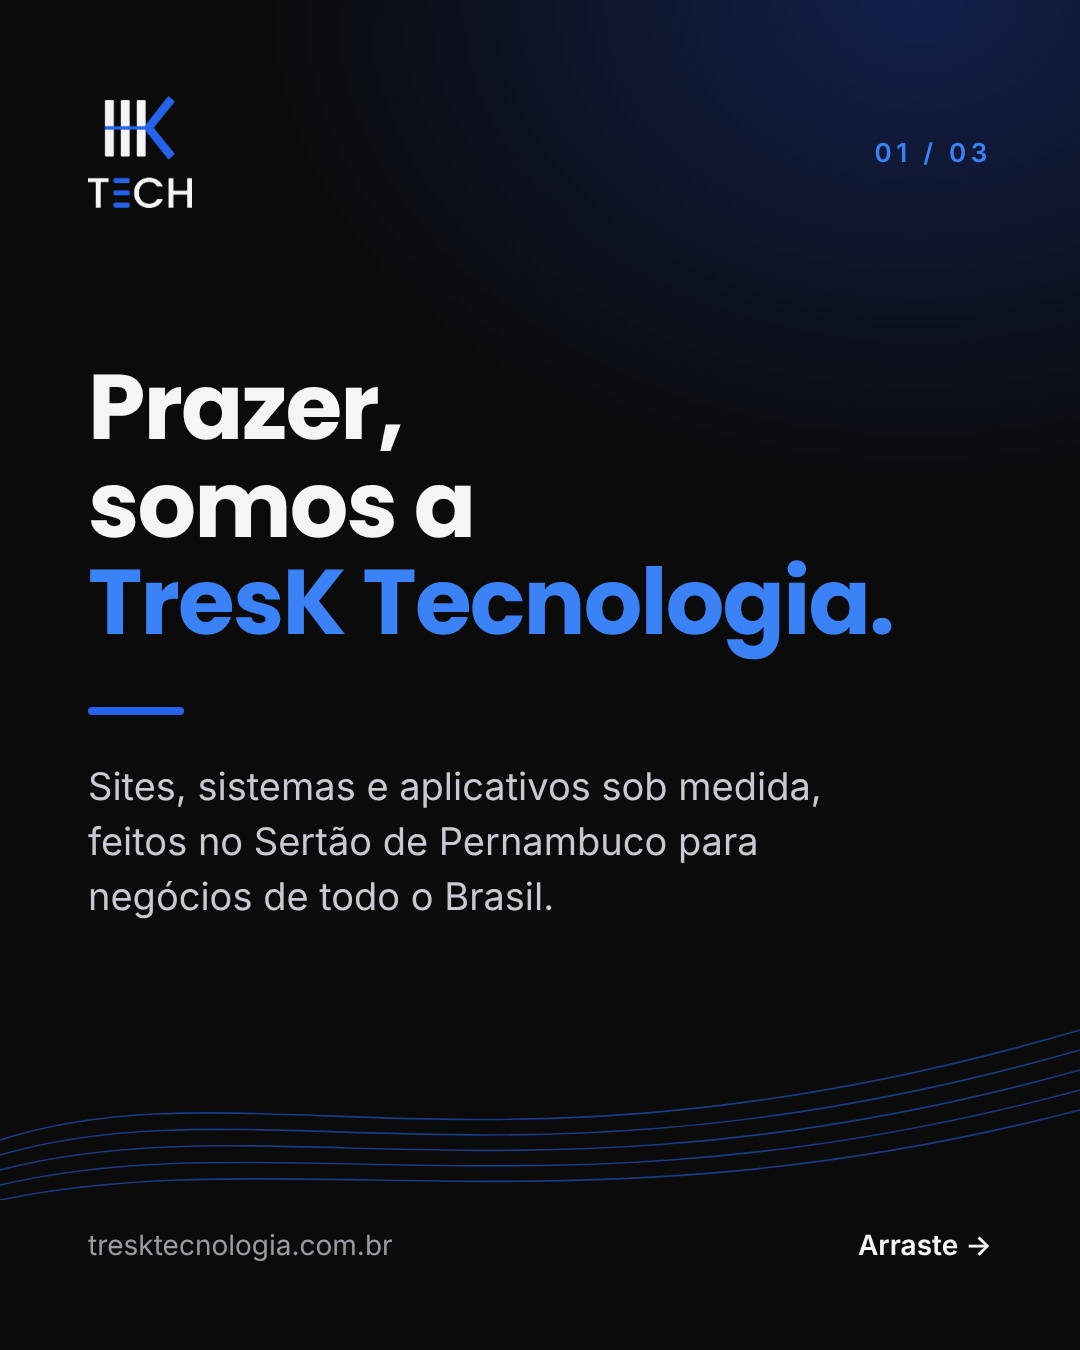 TECH
01 / 03
Prazer,
somos a
TresK Tecnologia.
Sites, sistemas e aplicativos sob medida,
feitos no Sertão de Pernambuco para
negócios de todo o Brasil.
tresktecnologia.com.br
Arraste →